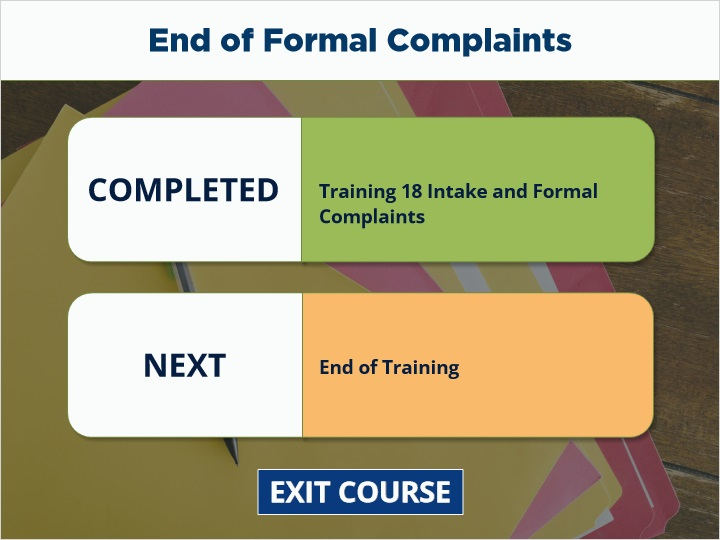 End of Formal Complaints
COMPLETED
Training 18 Intake and Formal
Complaints
NEXT
End of Training
EXIT COURSE